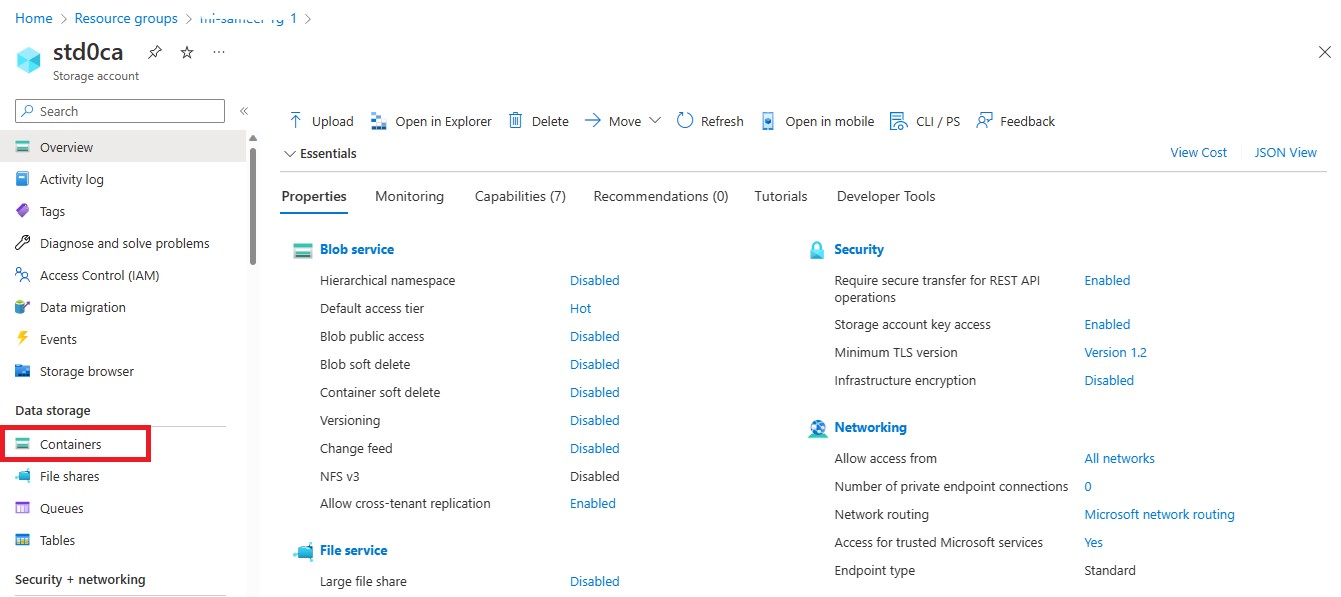 Home > Resource groups > 1 >
std0ca
Storage account
Search
«
Overview
Activity log
Tags
Diagnose and solve problems
Access Control (IAM)
Data migration
Events
Storage browser
Data storage
Containers
File shares
Queues
Tables
Security + networking
Upload Open in Explorer Delete Move Refresh Open in mobile CLI / PS Feedback
Essentials
View Cost JSON View
Properties Monitoring Capabilities (7) Recommendations (0) Tutorials Developer Tools
Blob service
Hierarchical namespace Disabled
Default access tier Hot
Blob public access Disabled
Blob soft delete Disabled
Container soft delete Disabled
Versioning Disabled
Change feed Disabled
NFS v3 Disabled
Allow cross-tenant replication Enabled
File service
Large file share Disabled
Security
Require secure transfer for REST API
operations Enabled
Storage account key access Enabled
Minimum TLS version Version 1.2
Infrastructure encryption Disabled
Networking
Allow access from All networks
Number of private endpoint connections 0
Network routing Microsoft network routing
Access for trusted Microsoft services Yes
Endpoint type Standard